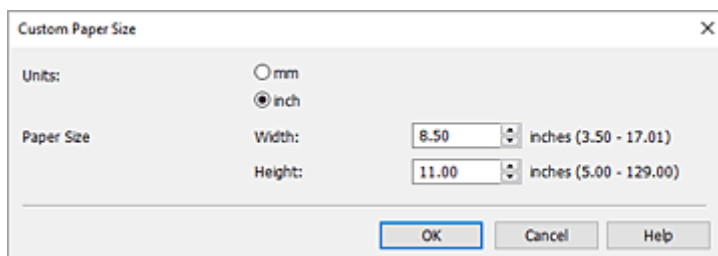 Custom Paper Size
Units: mm
inch
Paper Size Width: 8.50 inches (3.50 - 17.01)
Height: 11.00 inches (5.00 - 129.00)
OK Cancel Help